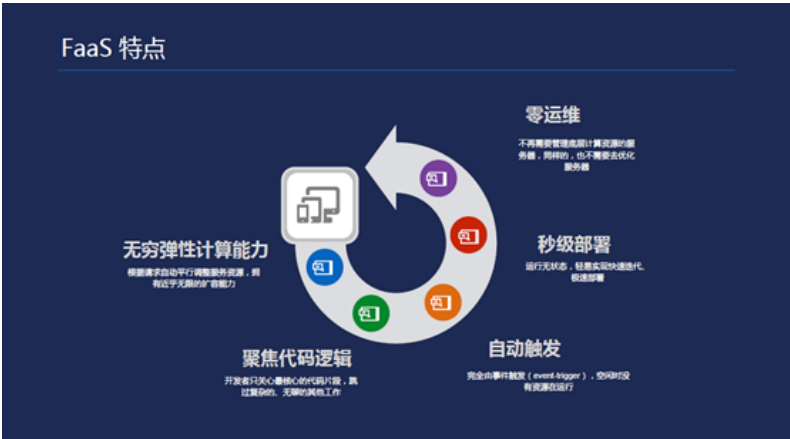 FaaS 特点
零运维
不再需要管理底层计算资源的服
务器，同样的，也不需要去优化
服务器
秒级部署
运行无状态，轻易实现快速迭代、
极速部署
自动触发
完全由事件触发（event-trigger），空闲时没
有资源在运行
聚焦代码逻辑
开发者只关心最核心的代码片段，跳
过复杂的、无聊的其他工作
无穷弹性计算能力
根据请求自动平行调整服务资源，拥
有近乎无限的扩容能力